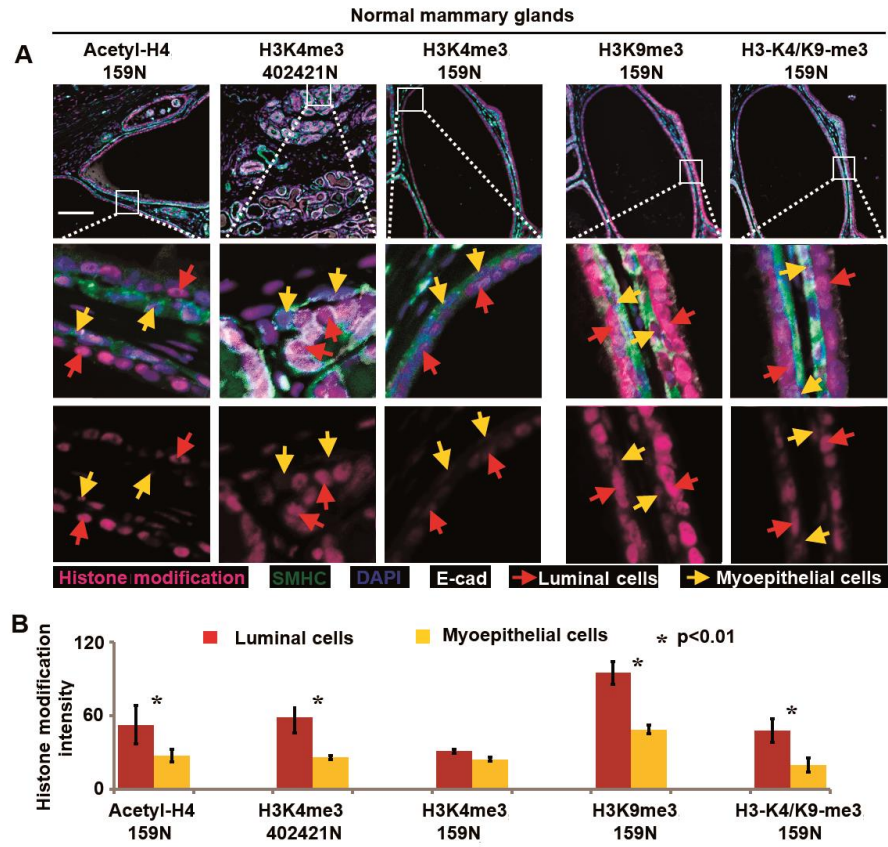 Normal mammary glands
A
Acetyl-H4 H3K4me3 H3K4me3 H3K9me3 H3-K4/K9-me3
159N 402421N 159N 159N 159N
Histone modification SMHC DAPI E-cad Luminal cells Myoepithelial cells
B
Luminal cells Myoepithelial cells * p<0.01
Histone modification
intensity
120
60
0
* * * *
Acetyl-H4 H3K4me3 H3K4me3 H3K9me3 H3-K4/K9-me3
159N 402421N 159N 159N 159N